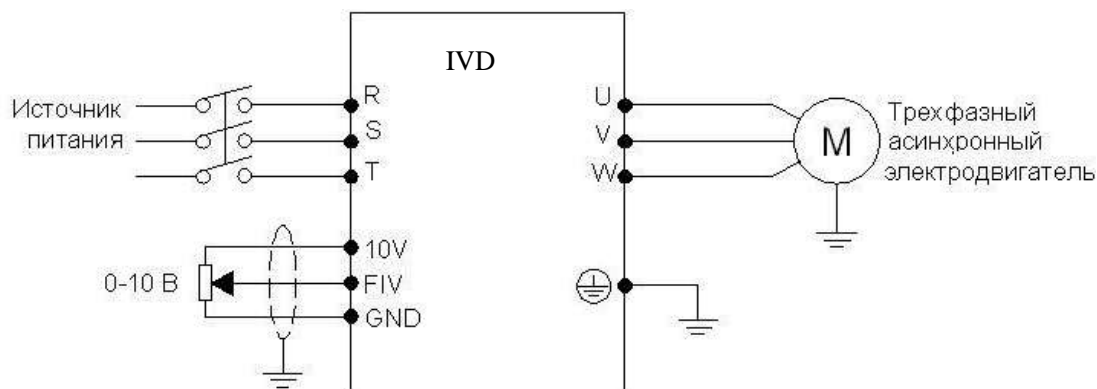 IVD
Источник
питания
R
S
T
U
V
W
M
Трехфазный
асинхронный
электродвигатель
0-10 В
10V
FIV
GND